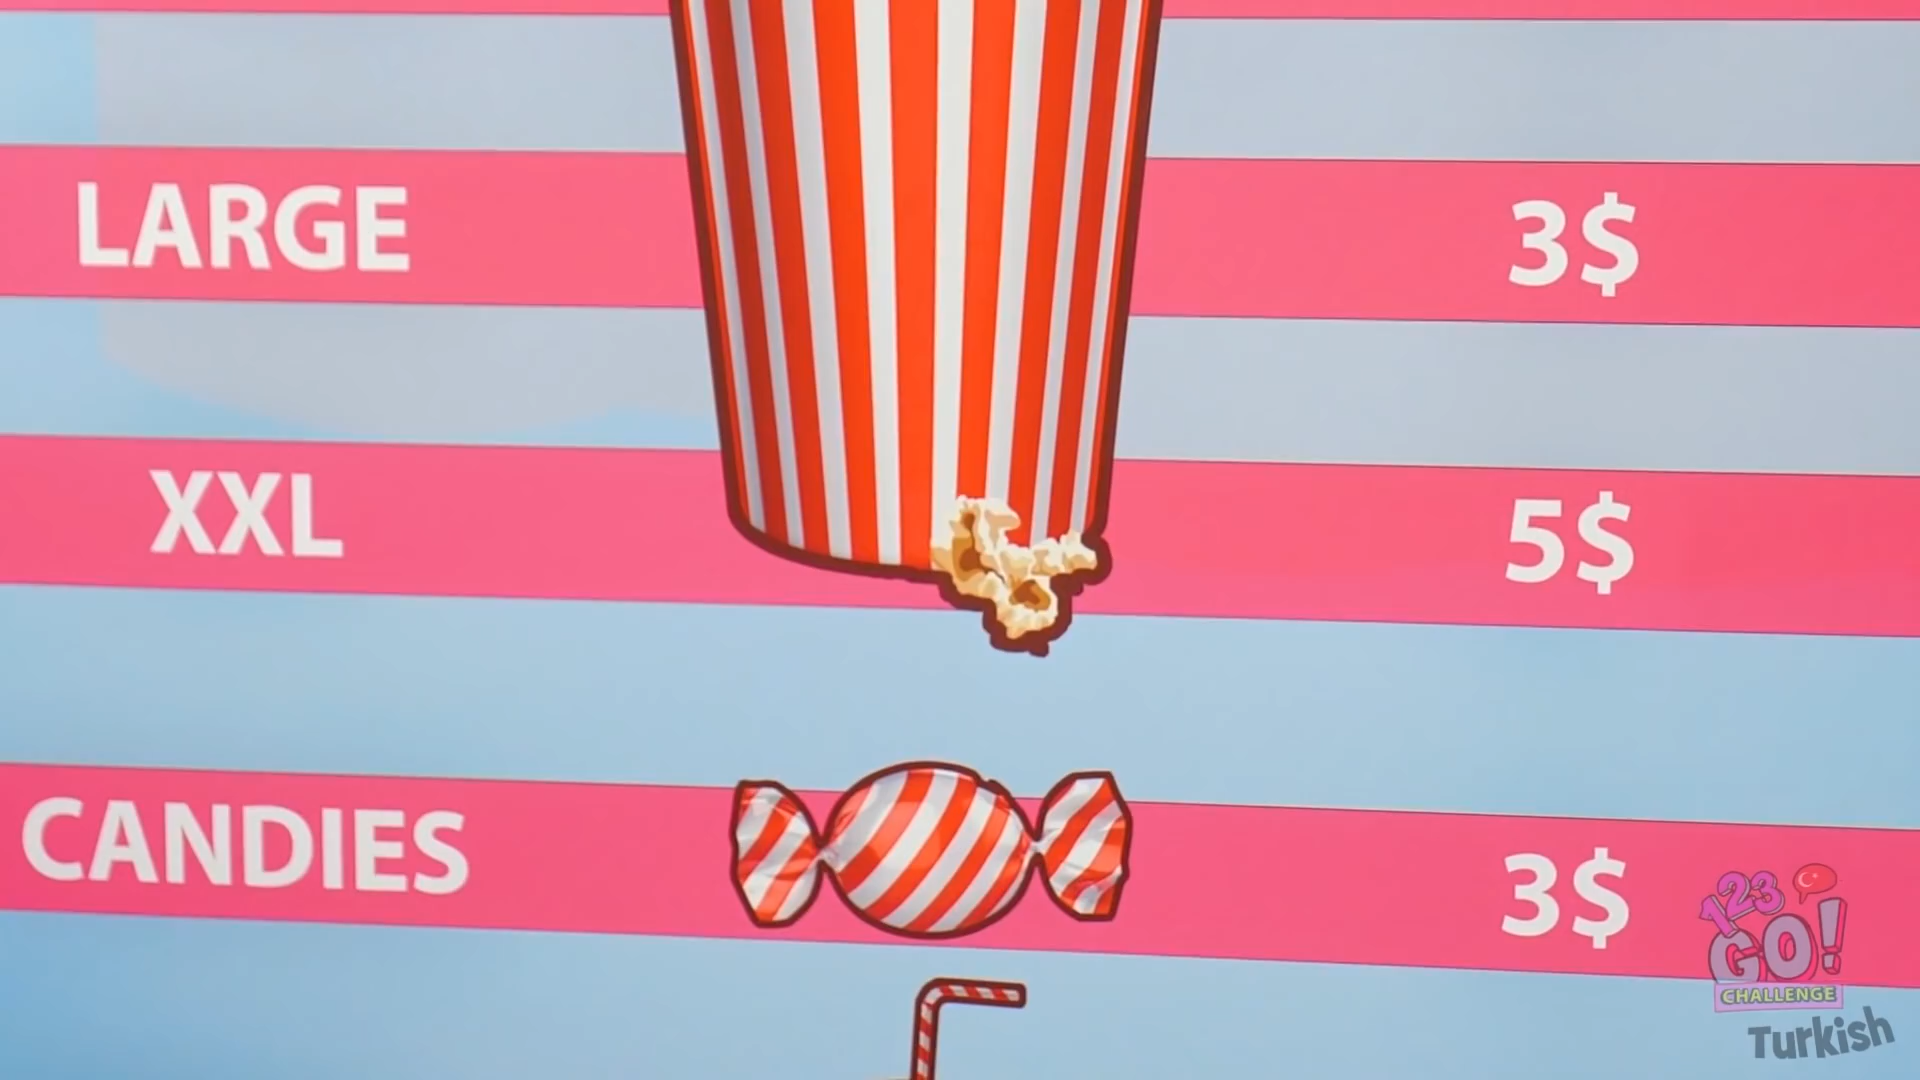 LARGE 3$
XXL 5$
CANDIES 3$
123
GO!
CHALLENGE
Turkish